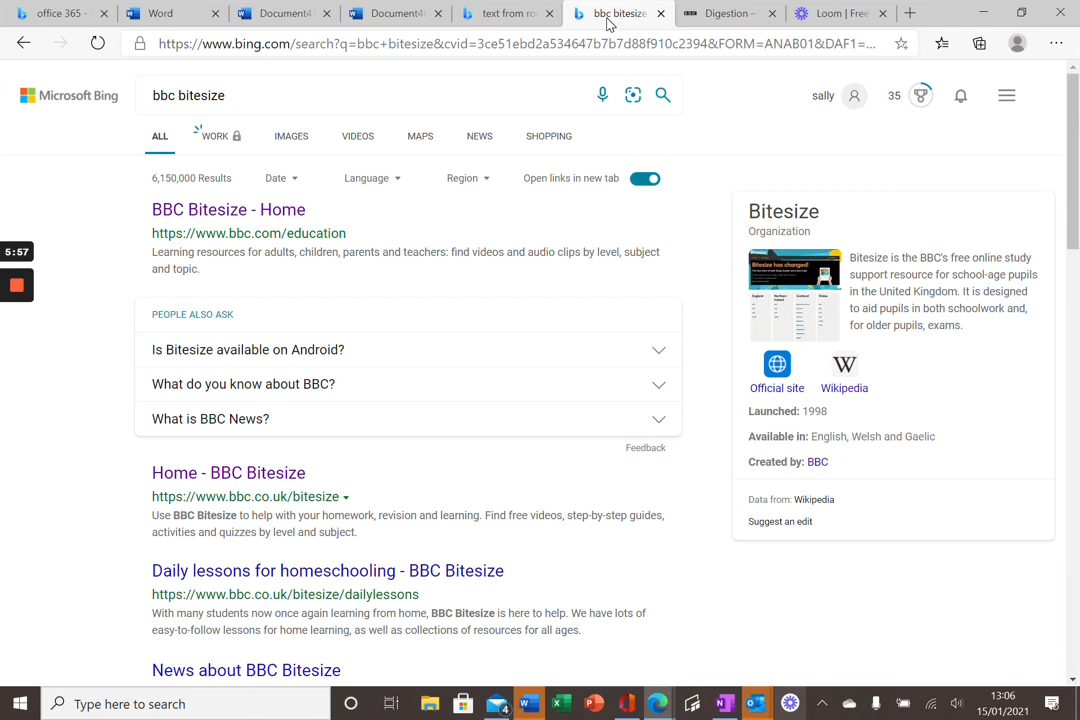 office 365 -
Word
Document4
Document4
text from ro
bbc bitesize
BBC
Digestion –
Loom | Free
https://www.bing.com/search?q=bbc+bitesize&cvid=3ce51ebd2a534647b7b7d88f910c2394&FORM=ANAB01&DAF1=...
Microsoft Bing
bbc bitesize
sally
35
ALL
WORK
IMAGES
VIDEOS
MAPS
NEWS
SHOPPING
6,150,000 Results
Date
Language
Region
Open links in new tab
BBC Bitesize - Home
https://www.bbc.com/education
Learning resources for adults, children, parents and teachers: find videos and audio clips by level, subject
and topic.
5:57
PEOPLE ALSO ASK
Is Bitesize available on Android?
What do you know about BBC?
What is BBC News?
Feedback
Home - BBC Bitesize
https://www.bbc.co.uk/bitesize
Use BBC Bitesize to help with your homework, revision and learning. Find free videos, step-by-step guides,
activities and quizzes by level and subject.
Daily lessons for homeschooling - BBC Bitesize
https://www.bbc.co.uk/bitesize/dailylessons
With many students now once again learning from home, BBC Bitesize is here to help. We have lots of
easy-to-follow lessons for home learning, as well as collections of resources for all ages.
News about BBC Bitesize
Bitesize
Organization
Bitesize has changed!
Bitesize is the BBC's free online study
support resource for school-age pupils
in the United Kingdom. It is designed
to aid pupils in both schoolwork and,
for older pupils, exams.
W
Official site
Wikipedia
Launched: 1998
Available in: English, Welsh and Gaelic
Created by: BBC
Data from: Wikipedia
Suggest an edit
Type here to search
4
13:06
15/01/2021